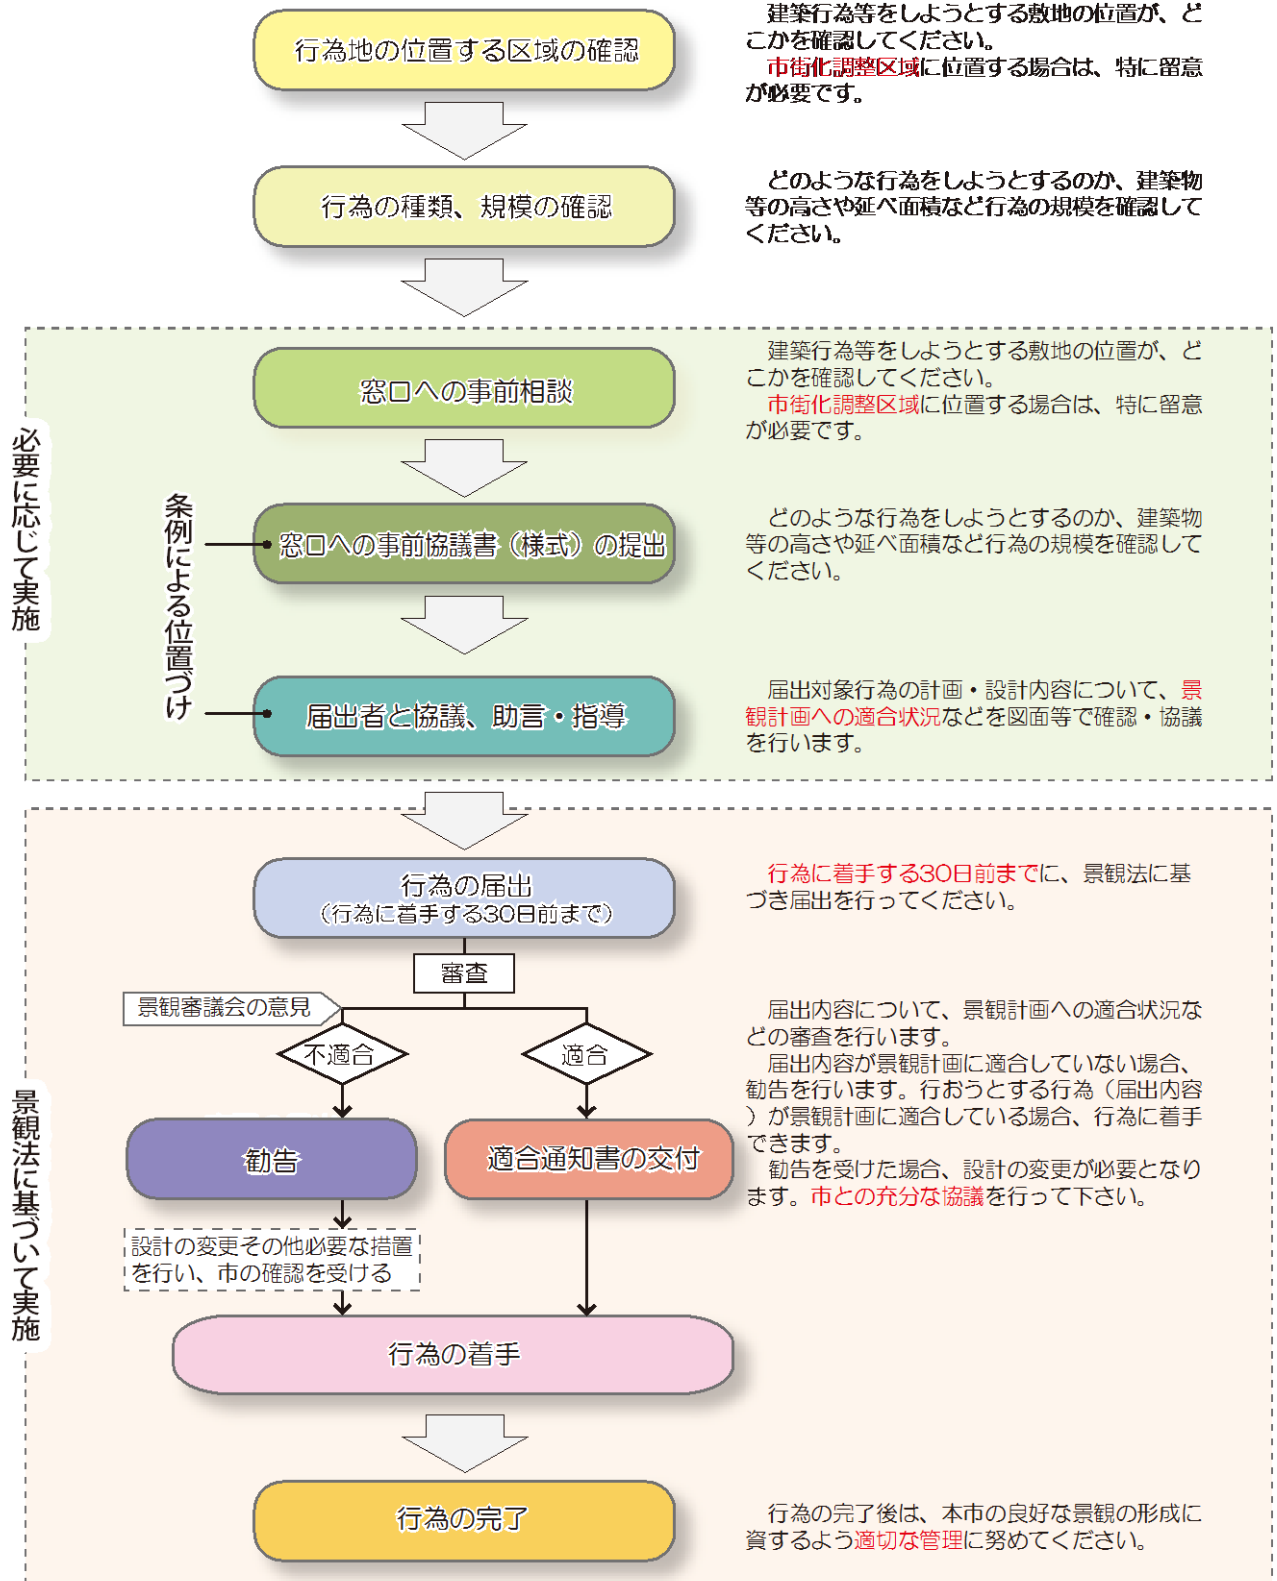 行為地の位置する区域の確認
建築行為等をしようとする敷地の位置が、ど
こかを確認してください。
市街化調整区域に位置する場合は、特に留意
が必要です。
行為の種類、規模の確認
どのような行為をしようとするのか、建築物
等の高さや延べ面積など行為の規模を確認して
ください。
必要に応じて実施
窓口への事前相談
建築行為等をしようとする敷地の位置が、ど
こかを確認してください。
市街化調整区域に位置する場合は、特に留意
が必要です。
条例による位置づけ
窓口への事前協議書（様式）の提出
どのような行為をしようとするのか、建築物
等の高さや延べ面積など行為の規模を確認して
ください。
届出者と協議、助言・指導
届出対象行為の計画・設計内容について、景
観計画への適合状況などを図面等で確認・協議
を行います。
景観法に基づいて実施
行為の届出
（行為に着手する30日前まで）
行為に着手する30日前までに、景観法に基
づき届出を行ってください。
審査
景観審議会の意見
不適合
適合
届出内容について、景観計画への適合状況な
どの審査を行います。
届出内容が景観計画に適合していない場合、
勧告を行います。行おうとする行為（届出内容
）が景観計画に適合している場合、行為に着手
できます。
勧告を受けた場合、設計の変更が必要となり
ます。市との充分な協議を行って下さい。
勧告
適合通知書の交付
設計の変更その他必要な措置
を行い、市の確認を受ける
行為の着手
行為の完了
行為の完了後は、本市の良好な景観の形成に
資するよう適切な管理に努めてください。